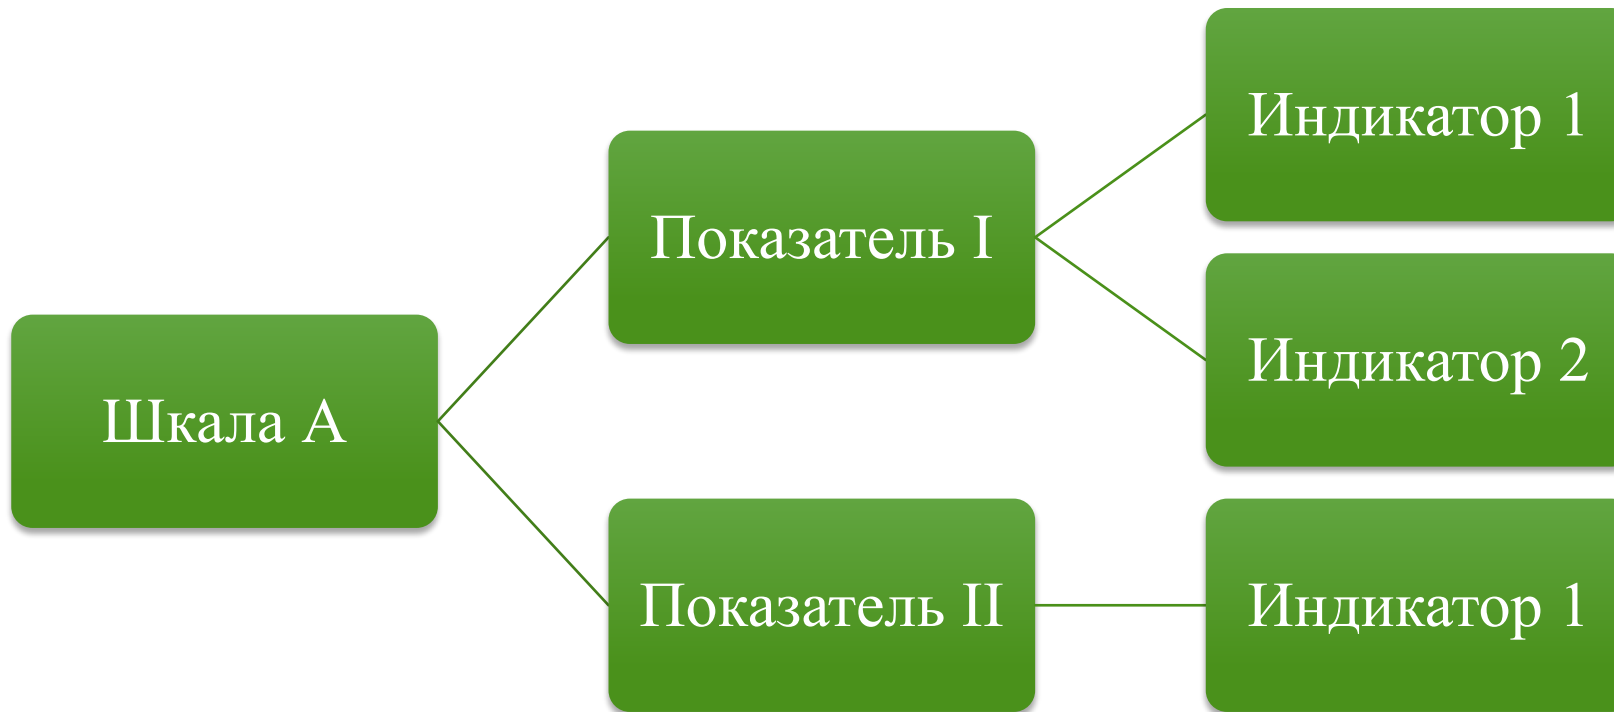 Шкала А
Показатель I
Индикатор 1
Индикатор 2
Показатель II
Индикатор 1